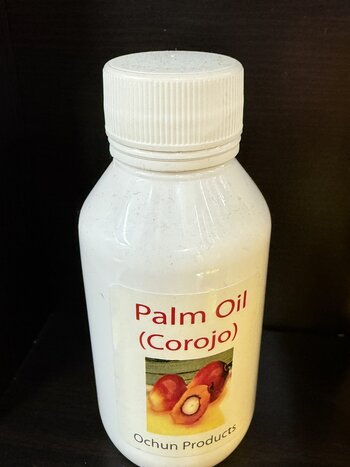 Palm Oil
(Corojo)
Ochun Products